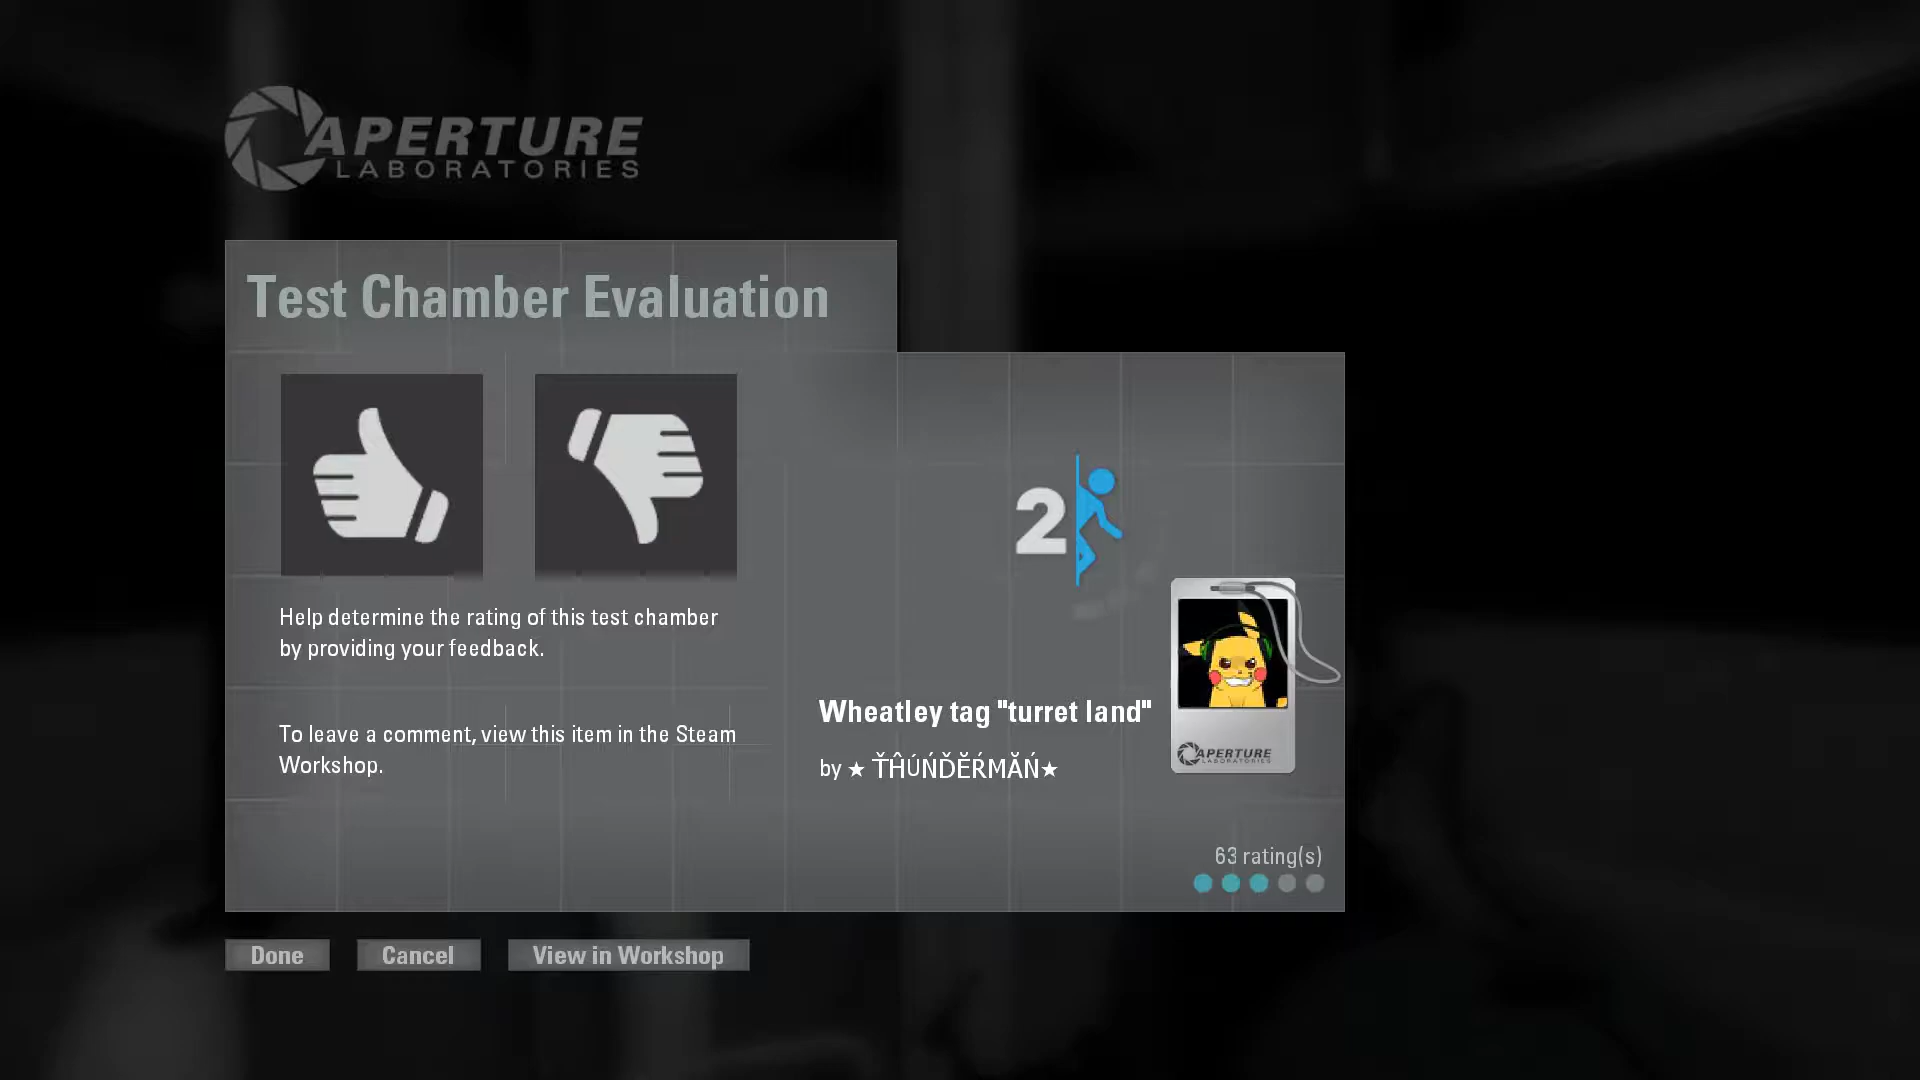 APERTURE
LABORATORIES
Test Chamber Evaluation
Help determine the rating of this test chamber
by providing your feedback.
To leave a comment, view this item in the Steam
Workshop.
2
Wheatley tag "turret land"
by ★ ŤĤÚŃĎĔŔMĂŃ★
APERTURE
LABORATORIES
63 rating(s)
Done
Cancel
View in Workshop